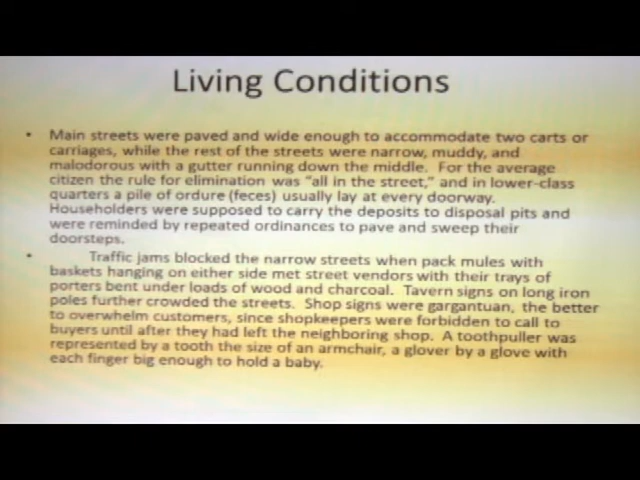 Living Conditions
• Main streets were paved and wide enough to accommodate two carts or
carriages, while the rest of the streets were narrow, muddy, and
malodorous with a gutter running down the middle. For the average
citizen the rule for elimination was "all in the street," and in lower-class
quarters a pile of ordure (feces) usually lay at every doorway.
Householders were supposed to carry the deposits to disposal pits and
were reminded by repeated ordinances to pave and sweep their
doorsteps.
• Traffic jams blocked the narrow streets when pack mules with
baskets hanging on either side met street vendors with their trays of
porters bent under loads of wood and charcoal. Tavern signs on long iron
poles further crowded the streets. Shop signs were gargantuan, the better
to overwhelm customers, since shopkeepers were forbidden to call to
buyers until after they had left the neighboring shop. A toothpuller was
represented by a tooth the size of an armchair, a glover by a glove with
each finger big enough to hold a baby.